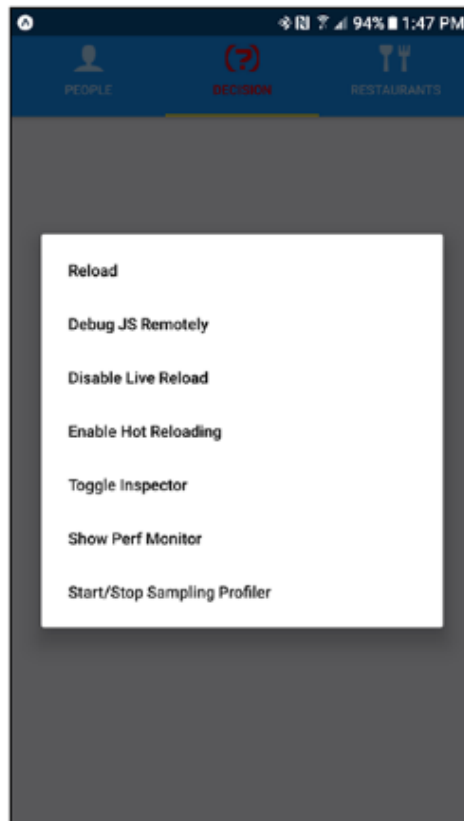 94% 1:47 PM
PEOPLE DECISION RESTAURANTS
Reload
Debug JS Remotely
Disable Live Reload
Enable Hot Reloading
Toggle Inspector
Show Perf Monitor
Start/Stop Sampling Profiler